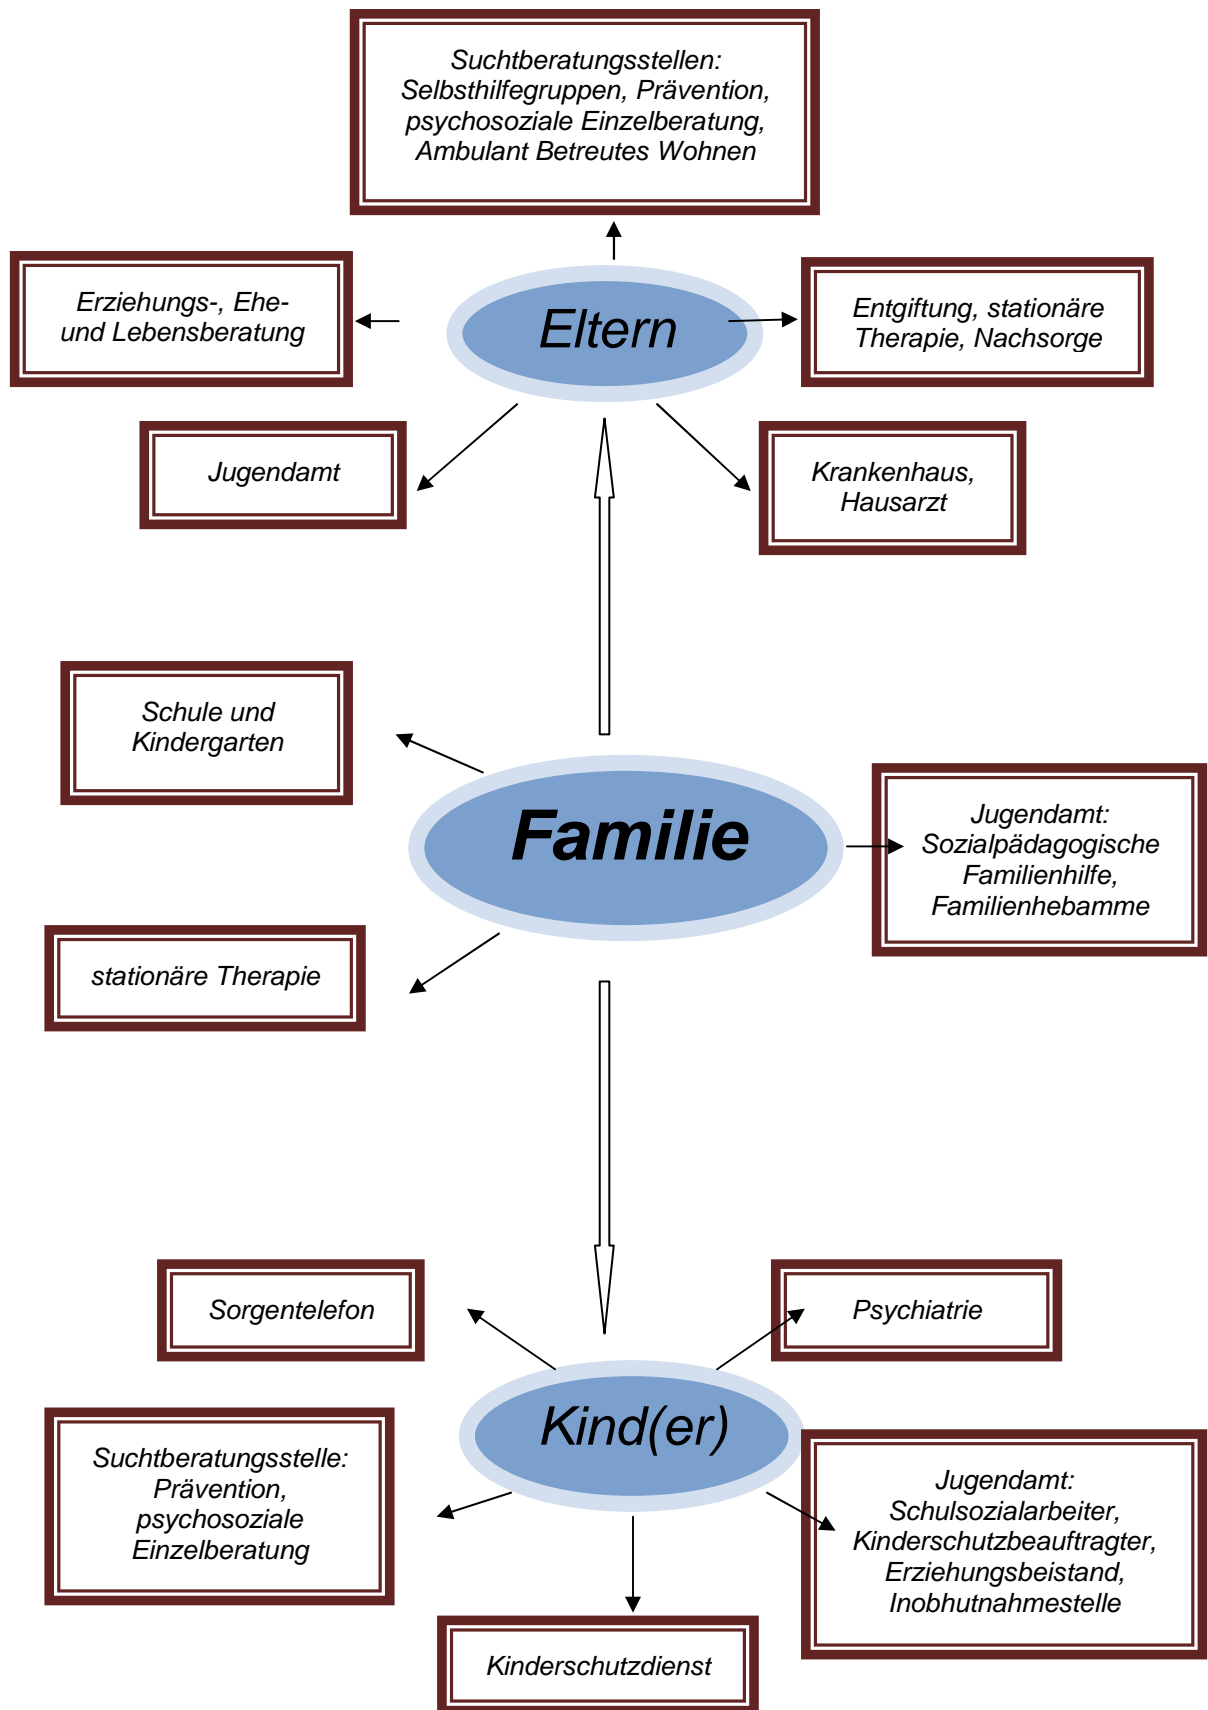 Suchtberatungsstellen:
Selbsthilfegruppen, Prävention,
psychosoziale Einzelberatung,
Ambulant Betreutes Wohnen
Erziehungs-, Ehe-
und Lebensberatung
Eltern
Entgiftung, stationäre
Therapie, Nachsorge
Jugendamt
Krankenhaus,
Hausarzt
Schule und
Kindergarten
Familie
Jugendamt:
Sozialpädagogische
Familienhilfe,
Familienhebamme
stationäre Therapie
Sorgentelefon
Psychiatrie
Kind(er)
Suchtberatungsstelle:
Prävention,
psychosoziale
Einzelberatung
Jugendamt:
Schulsozialarbeiter,
Kinderschutzbeauftragter,
Erziehungsbeistand,
Inobhutnahmestelle
Kinderschutzdienst